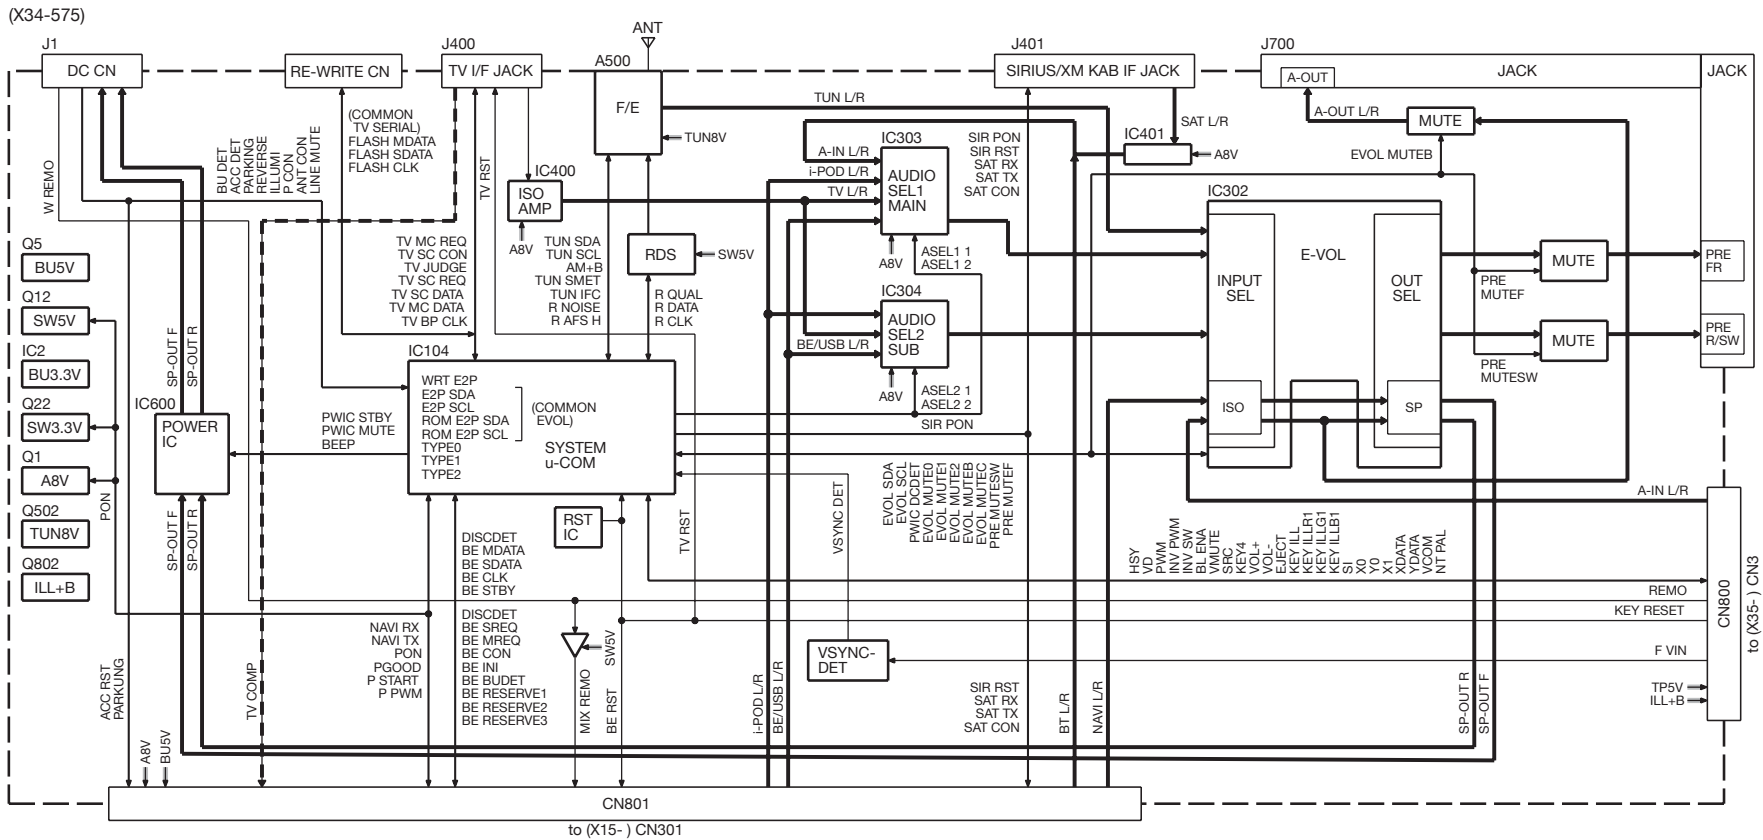 (X34-575)
J1
DC CN
RE-WRITE CN
J400
TV I/F JACK
A500
ANT
F/E
TUN8V
J401
SIRIUS/XM KAB IF JACK
J700
JACK
A-OUT
JACK
W REMO
BU DET
ACC DET
PARKING
REVERSE
ILLUMI
P CON
ANT CON
LINE MUTE
(COMMON
TV SERIAL)
FLASH MDATA
FLASH SDATA
FLASH CLK
TV RST
IC400
ISO
AMP
A8V
TUN L/R
A-IN L/R
i-POD L/R
TV L/R
IC303
AUDIO
SEL1
MAIN
A8V
ASEL1 1
ASEL1 2
SIR PON
SIR RST
SAT RX
SAT TX
SAT CON
SAT L/R
IC401
A8V
A-OUT L/R
MUTE
EVOL MUTEB
IC302
E-VOL
INPUT
SEL
OUT
SEL
ISO
SP
MUTE
PRE
MUTEF
PRE
FR
MUTE
PRE
MUTESW
PRE
R/SW
Q5
BU5V
Q12
SW5V
IC2
BU3.3V
Q22
SW3.3V
Q1
A8V
Q502
TUN8V
Q802
ILL+B
PON
SP-OUT F
SP-OUT R
IC600
POWER
IC
SP-OUT F
SP-OUT R
TV MC REQ
TV SC CON
TV JUDGE
TV SC REQ
TV SC DATA
TV MC DATA
TV BP CLK
TUN SDA
TUN SCL
AM+B
TUN SMET
TUN IFC
R NOISE
R AFS H
RDS
SW5V
R QUAL
R DATA
R CLK
IC304
AUDIO
SEL2
SUB
BE/USB L/R
A8V
ASEL2 1
ASEL2 2
SIR PON
IC104
WRT E2P
E2P SDA
E2P SCL
ROM E2P SDA
ROM E2P SCL
TYPE0
TYPE1
TYPE2
(COMMON
EVOL)
SYSTEM
u-COM
PWIC STBY
PWIC MUTE
BEEP
RST
IC
TV RST
VSYNC DET
EVOL SDA
EVOL SCL
PWIC DCDET
EVOL MUTE0
EVOL MUTE1
EVOL MUTE2
EVOL MUTEB
EVOL MUTEC
PRE MUTESW
PRE MUTEF
HSY
VD
PWM
INV PWM
INV SW
BL ENA
VMUTE
SRC
KEY4
VOL+
VOL-
EJECT
KEY ILL
KEY ILLR1
KEY ILLG1
KEY ILLB1
SI
X0
Y0
X1
XDATA
YDATA
VCOM
NT PAL
A-IN L/R
REMO
KEY RESET
F VIN
TP5V
ILL+B
CN800
to (X35- ) CN3
DISCDET
BE MDATA
BE SDATA
BE CLK
BE STBY
DISCDET
BE SREQ
BE MREQ
BE CON
BE INI
BE BUDET
BE RESERVE1
BE RESERVE2
BE RESERVE3
NAVI RX
NAVI TX
PON
PGOOD
P START
P PWM
ACC RST
PARKUNG
A8V
BU5V
TV COMP
SW5V
MIX REMO
BE RST
VSYNC-
DET
i-POD L/R
BE/USB L/R
SIR RST
SAT RX
SAT TX
SAT CON
BT L/R
NAVI L/R
SP-OUT R
SP-OUT F
CN801
to (X15- ) CN301